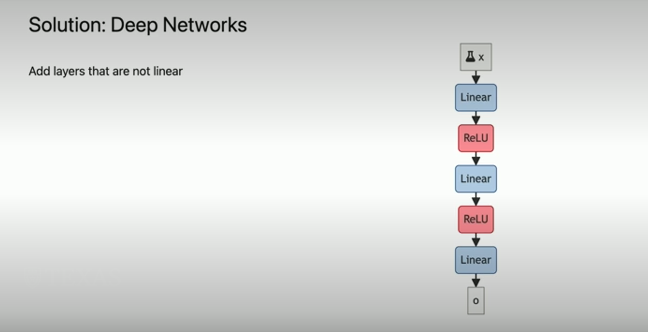 Solution: Deep Networks
Add layers that are not linear
x
Linear
ReLU
Linear
ReLU
Linear
o